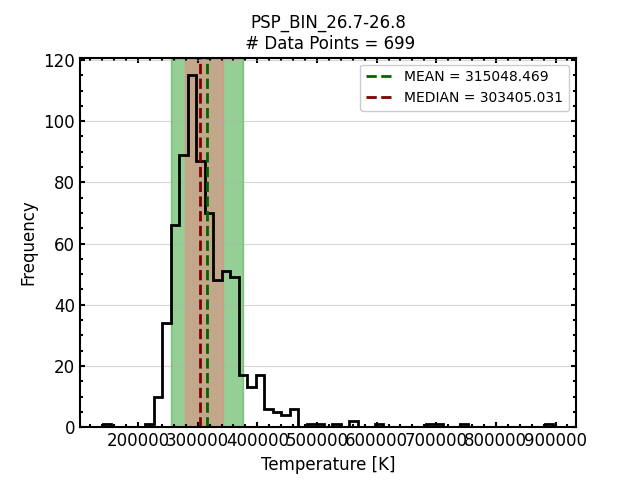 PSP_BIN_26.7-26.8
# Data Points = 699
MEAN = 315048.469
MEDIAN = 303405.031
120
100
80
60
40
20
0
Frequency
200000 300000 400000 500000 600000 700000 800000 900000
Temperature [K]